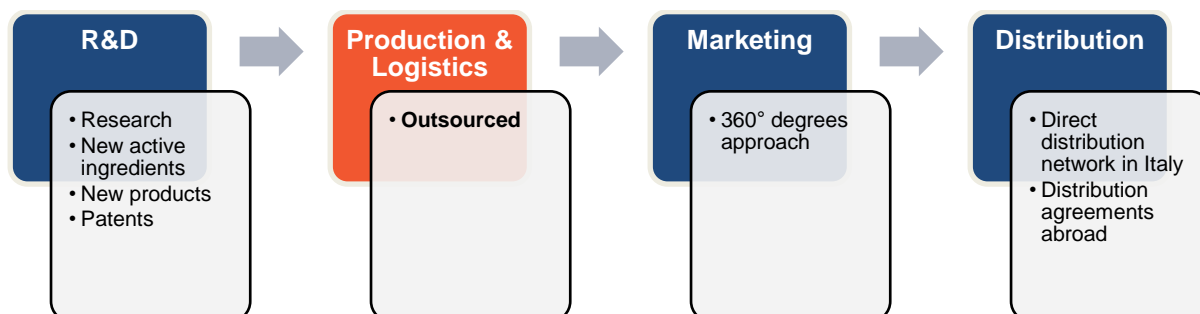 R&D
• Research
• New active
ingredients
• New products
• Patents
Production &
Logistics
• Outsourced
Marketing
• 360° degrees
approach
Distribution
• Direct
distribution
network in Italy
• Distribution
agreements
abroad